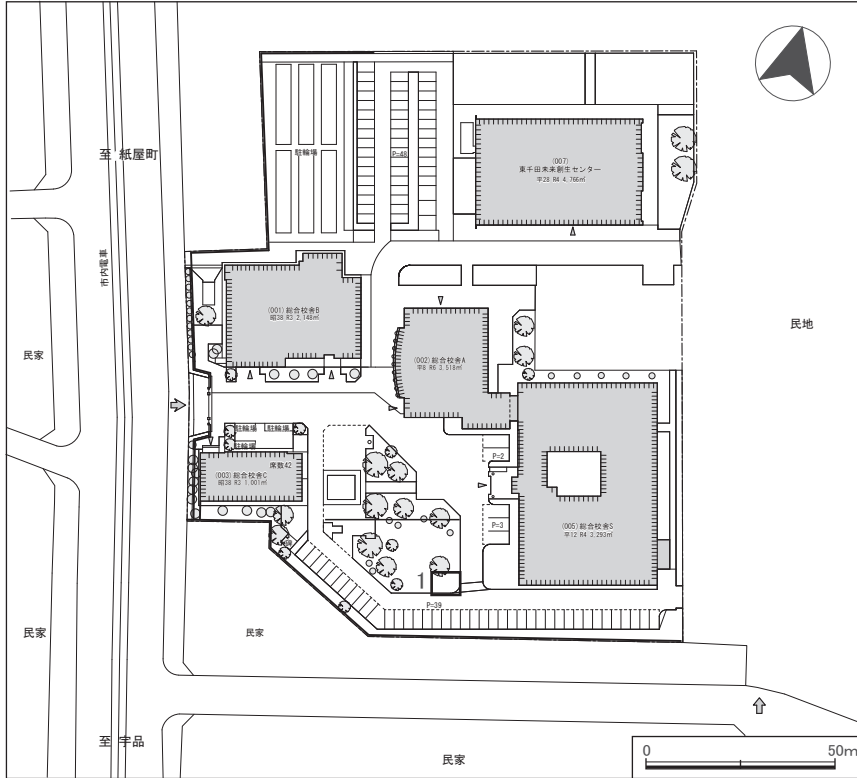 至 紙屋町
市内電車
駐輪場
P=48
(007)
東千田未来創生センター
平28 R4 4,766㎡
(001)総合校舎B
昭38 R3 2,148㎡
(002)総合校舎A
平8 R6 3,518㎡
民地
民家
駐輪場
駐輪場
駐輪場
席数42
(003)総合校舎C
昭38 R3 1,001㎡
P=2
P=3
(005)総合校舎S
平12 R4 3,293㎡
1
P=39
民家
民家
至 宇品
民家
0
50m